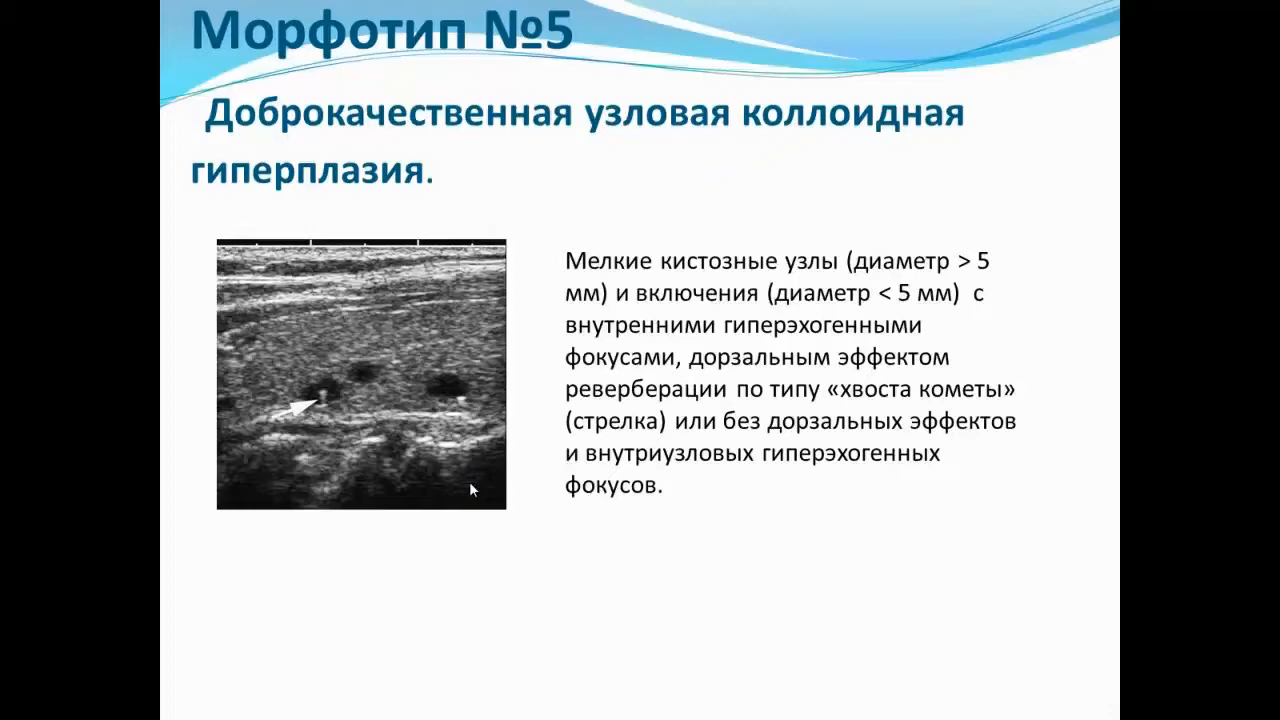 Морфотип №5
Доброкачественная узловая коллоидная
гиперплазия.
Мелкие кистозные узлы (диаметр > 5
мм) и включения (диаметр < 5 мм) с
внутренними гиперэхогенными
фокусами, дорзальным эффектом
реверберации по типу «хвоста кометы»
(стрелка) или без дорзальных эффектов
и внутриузловых гиперэхогенных
фокусов.